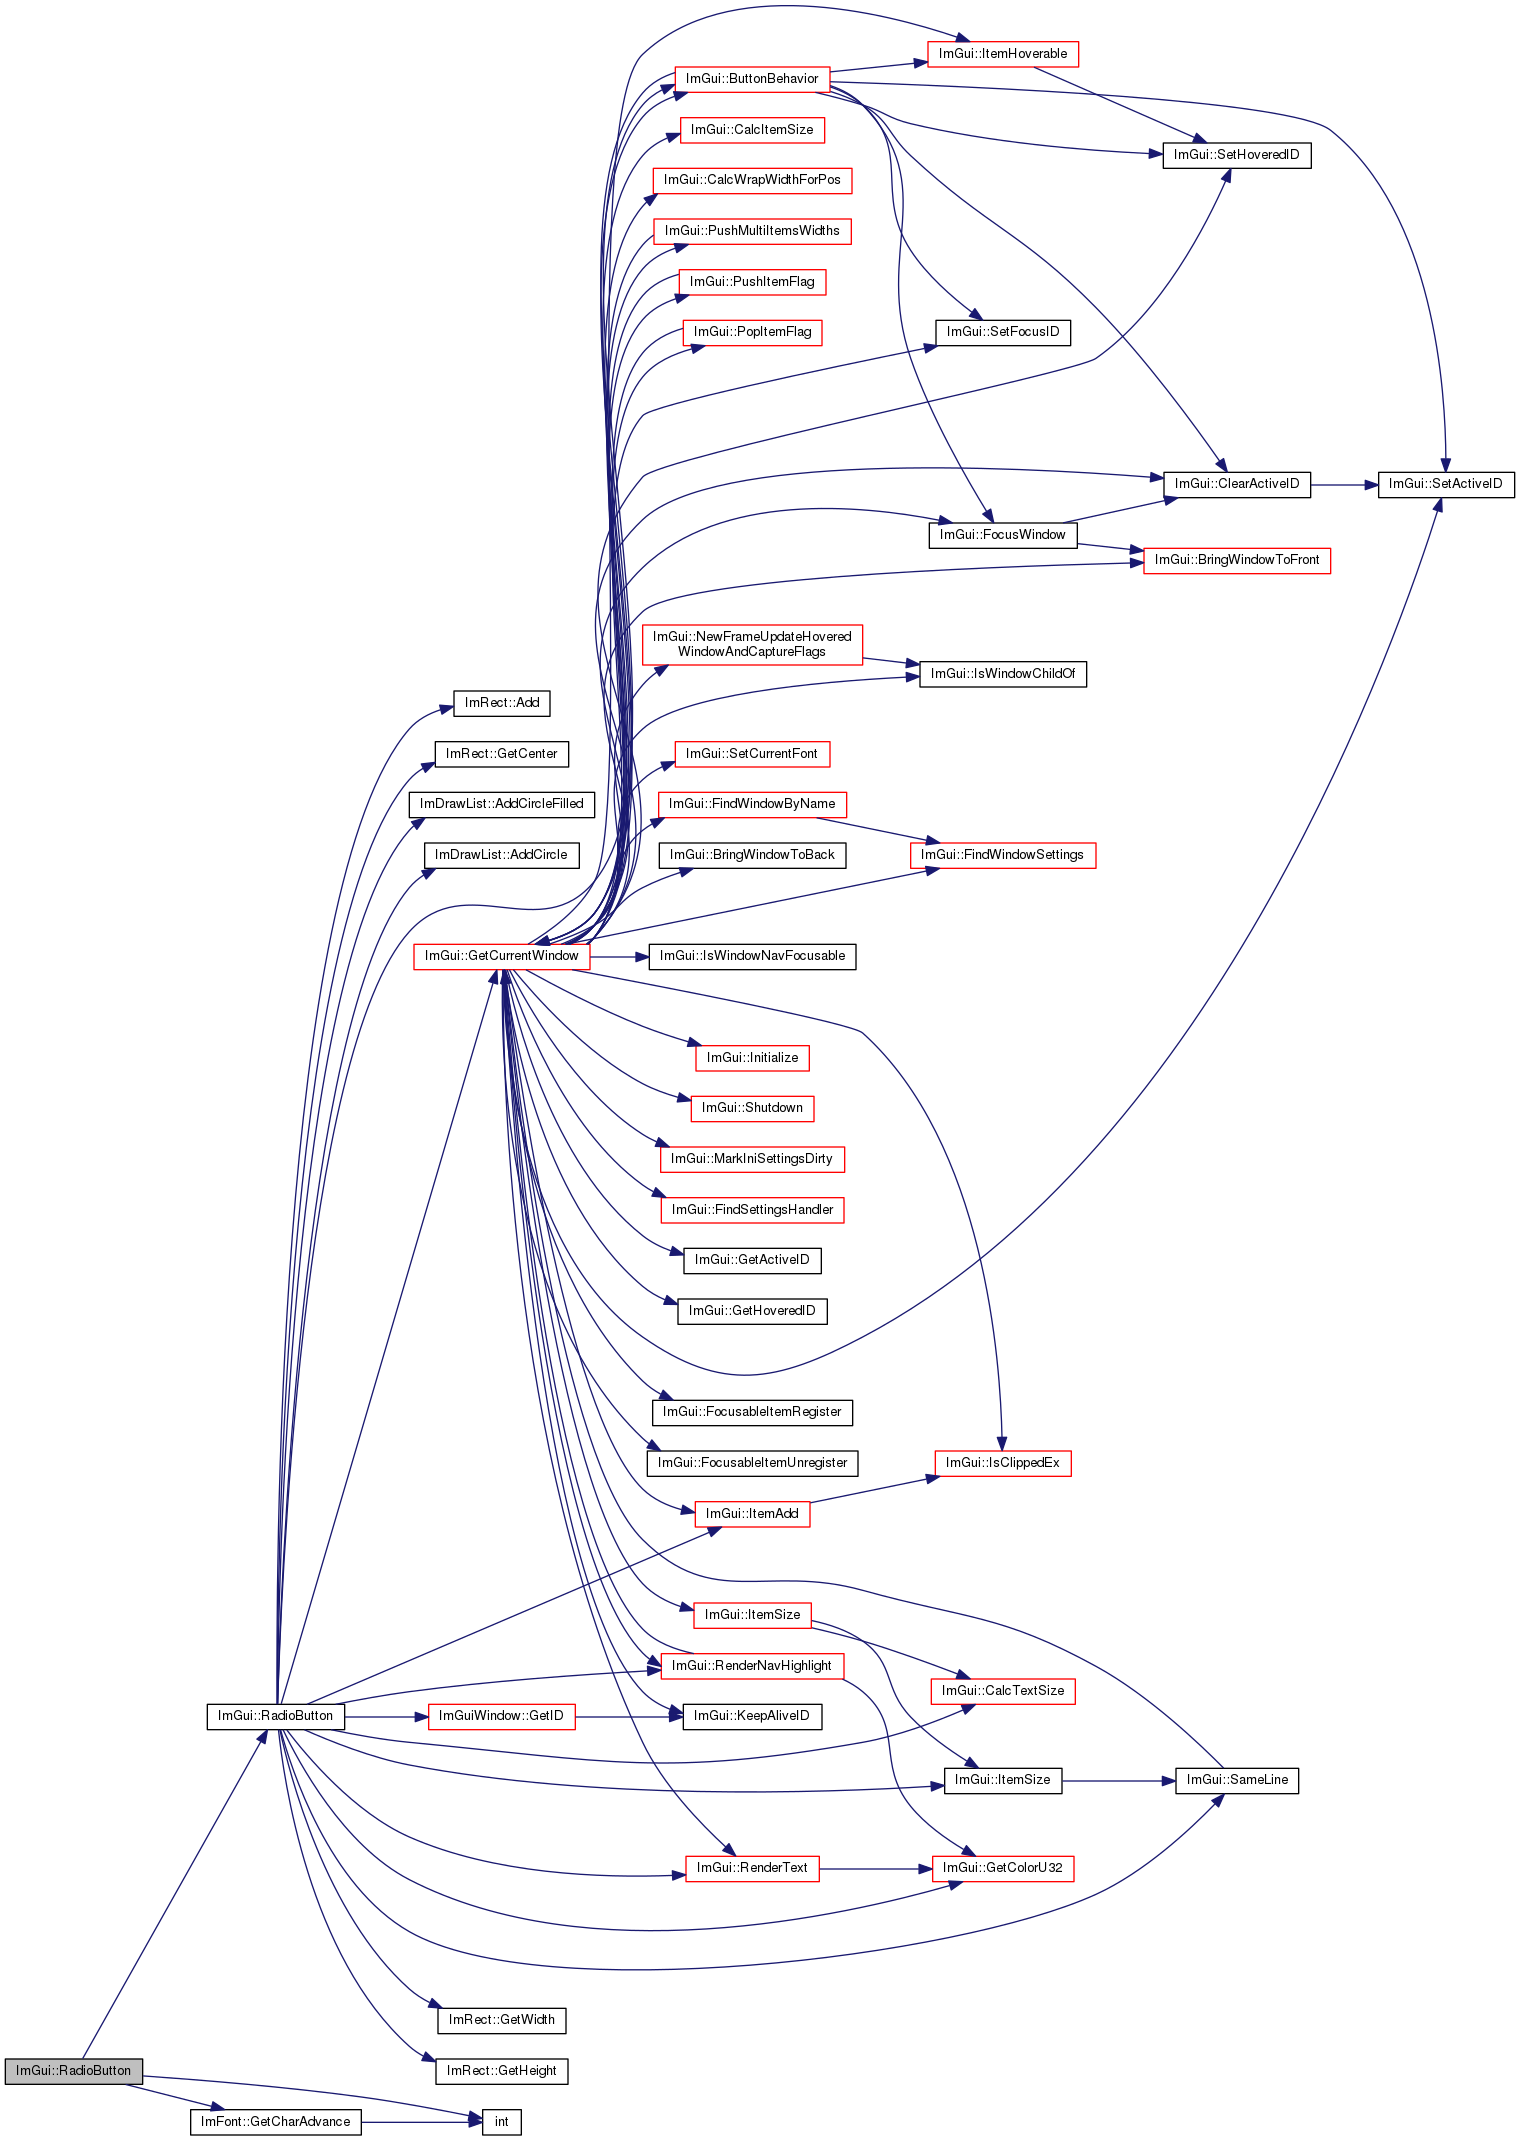 ImGui::ItemHoverable
ImGui::ButtonBehavior
ImGui::CalcItemSize
ImGui::SetHoveredID
ImGui::CalcWrapWidthForPos
ImGui::PushMultiItemsWidths
ImGui::PushItemFlag
ImGui::PopItemFlag
ImGui::SetFocusID
ImGui::ClearActiveID
ImGui::SetActiveID
ImGui::FocusWindow
ImGui::BringWindowToFront
ImGui::NewFrameUpdateHovered
WindowAndCaptureFlags
ImGui::IsWindowChildOf
ImRect::Add
ImRect::GetCenter
ImGui::SetCurrentFont
ImDrawList::AddCircleFilled
ImGui::FindWindowByName
ImDrawList::AddCircle
ImGui::BringWindowToBack
ImGui::FindWindowSettings
ImGui::GetCurrentWindow
ImGui::IsWindowNavFocusable
ImGui::Initialize
ImGui::Shutdown
ImGui::MarkIniSettingsDirty
ImGui::FindSettingsHandler
ImGui::GetActiveID
ImGui::GetHoveredID
ImGui::FocusableItemRegister
ImGui::FocusableItemUnregister
ImGui::IsClippedEx
ImGui::ItemAdd
ImGui::ItemSize
ImGui::RenderNavHighlight
ImGui::CalcTextSize
ImGui::RadioButton
ImGuiWindow::GetID
ImGui::KeepAliveID
ImGui::ItemSize
ImGui::SameLine
ImGui::RenderText
ImGui::GetColorU32
ImRect::GetWidth
ImGui::RadioButton
ImRect::GetHeight
ImFont::GetCharAdvance
int